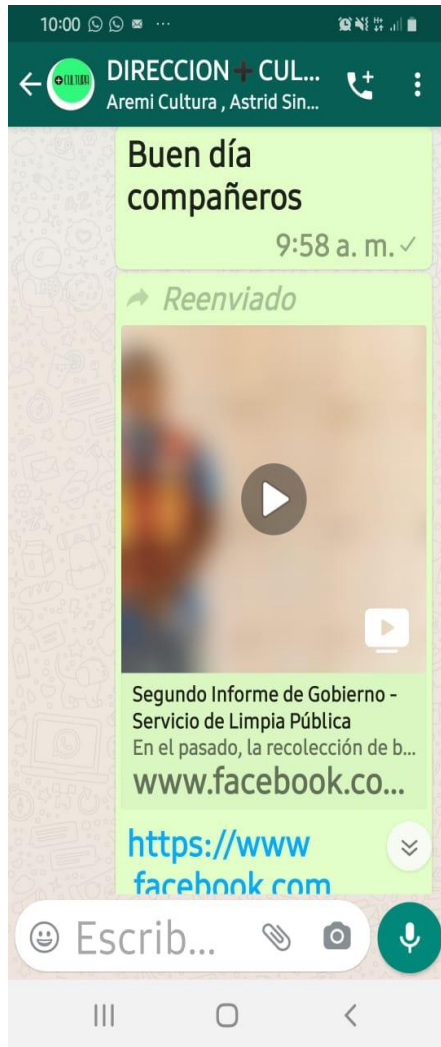 10:00
+CULTURA
DIRECCION ➕ CUL...
Aremi Cultura , Astrid Sin...
Buen día
compañeros
9:58 a. m.
Reenviado
Segundo Informe de Gobierno -
Servicio de Limpia Pública
En el pasado, la recolección de b...
www.facebook.co...
https://www
.facebook.com
Escrib...